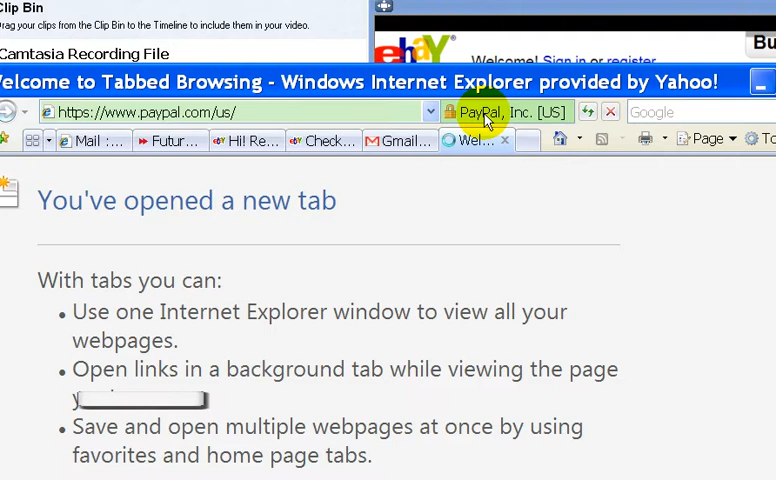 Clip Bin
Drag your clips from the Clip Bin to the Timeline to include them in your video.
Camtasia Recording File
ebaY
Welcome! Sign in or register
Bu
Welcome to Tabbed Browsing - Windows Internet Explorer provided by Yahoo!
https://www.paypal.com/us/
PayPal, Inc. [US]
Google
Mail :...
Futur...
Hi! Re...
Check...
Gmail...
Wel...
Page
To
You've opened a new tab
With tabs you can:
Use one Internet Explorer window to view all your
webpages.
Open links in a background tab while viewing the page
Save and open multiple webpages at once by using
favorites and home page tabs.